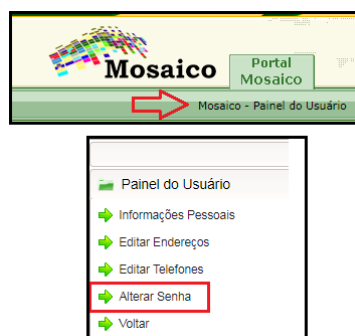 Mosaico
Portal
Mosaico
Mosaico - Painel do Usuário
Painel do Usuário
Informações Pessoais
Editar Endereços
Editar Telefones
Alterar Senha
Voltar